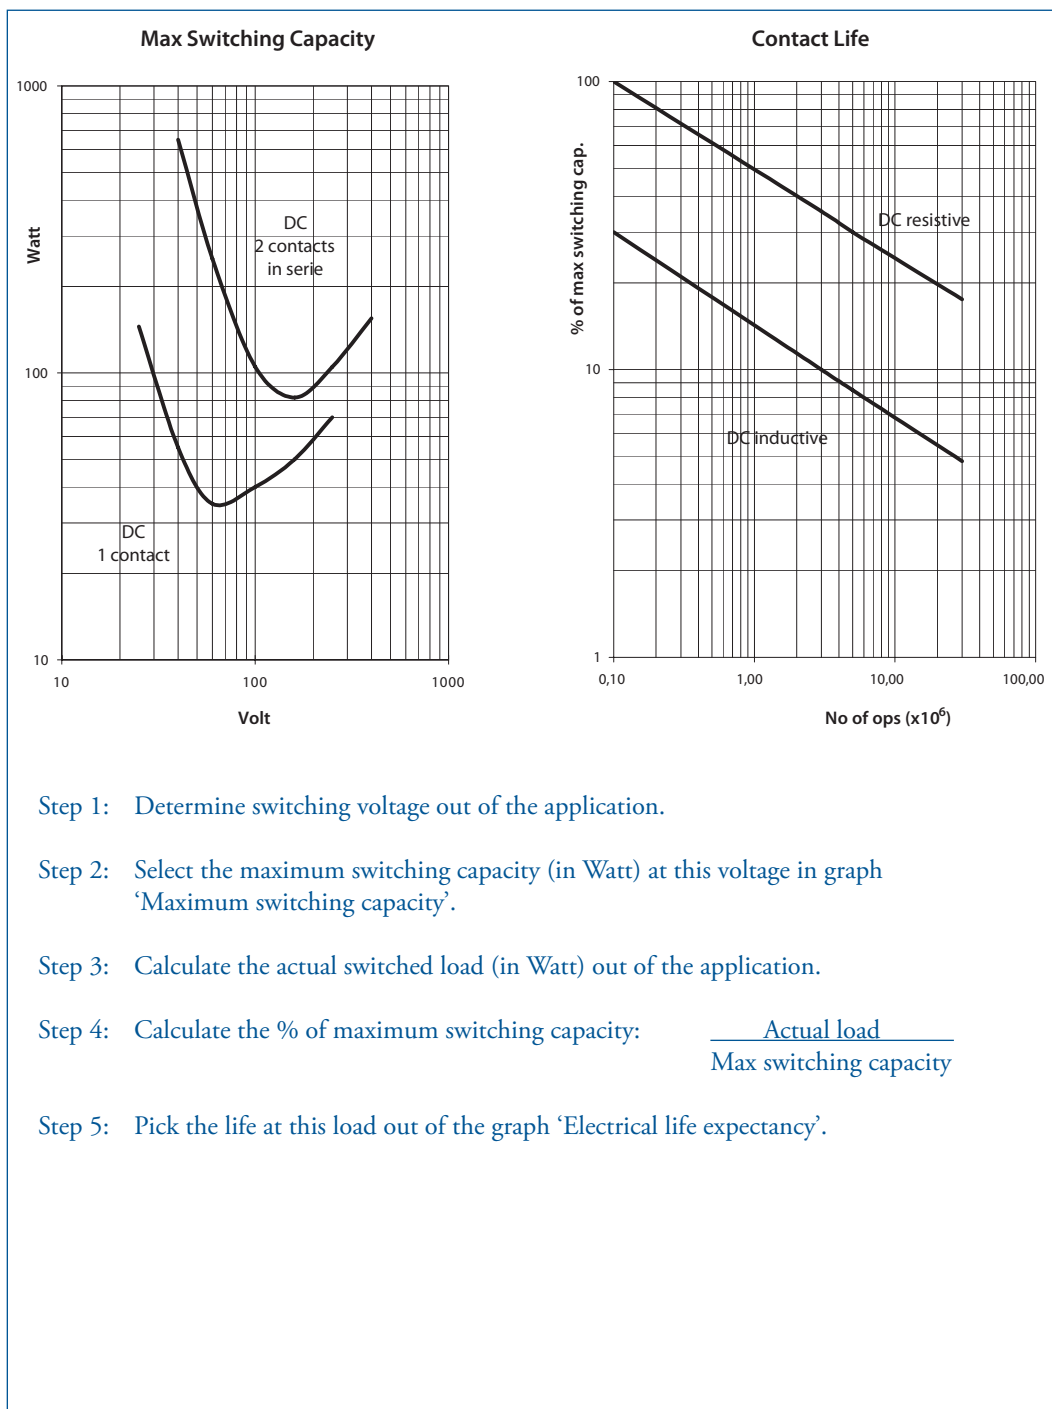 Max Switching Capacity
1000
100
10
10
100
1000
Watt
Volt
DC
2 contacts
in serie
DC
1 contact
Contact Life
100
10
1
0,10
1,00
10,00
100,00
% of max switching cap.
No of ops (x10⁶)
DC resistive
DC inductive
Step 1: Determine switching voltage out of the application.
Step 2: Select the maximum switching capacity (in Watt) at this voltage in graph
‘Maximum switching capacity’.
Step 3: Calculate the actual switched load (in Watt) out of the application.
Step 4: Calculate the % of maximum switching capacity: Actual load
Max switching capacity
Step 5: Pick the life at this load out of the graph ‘Electrical life expectancy’.